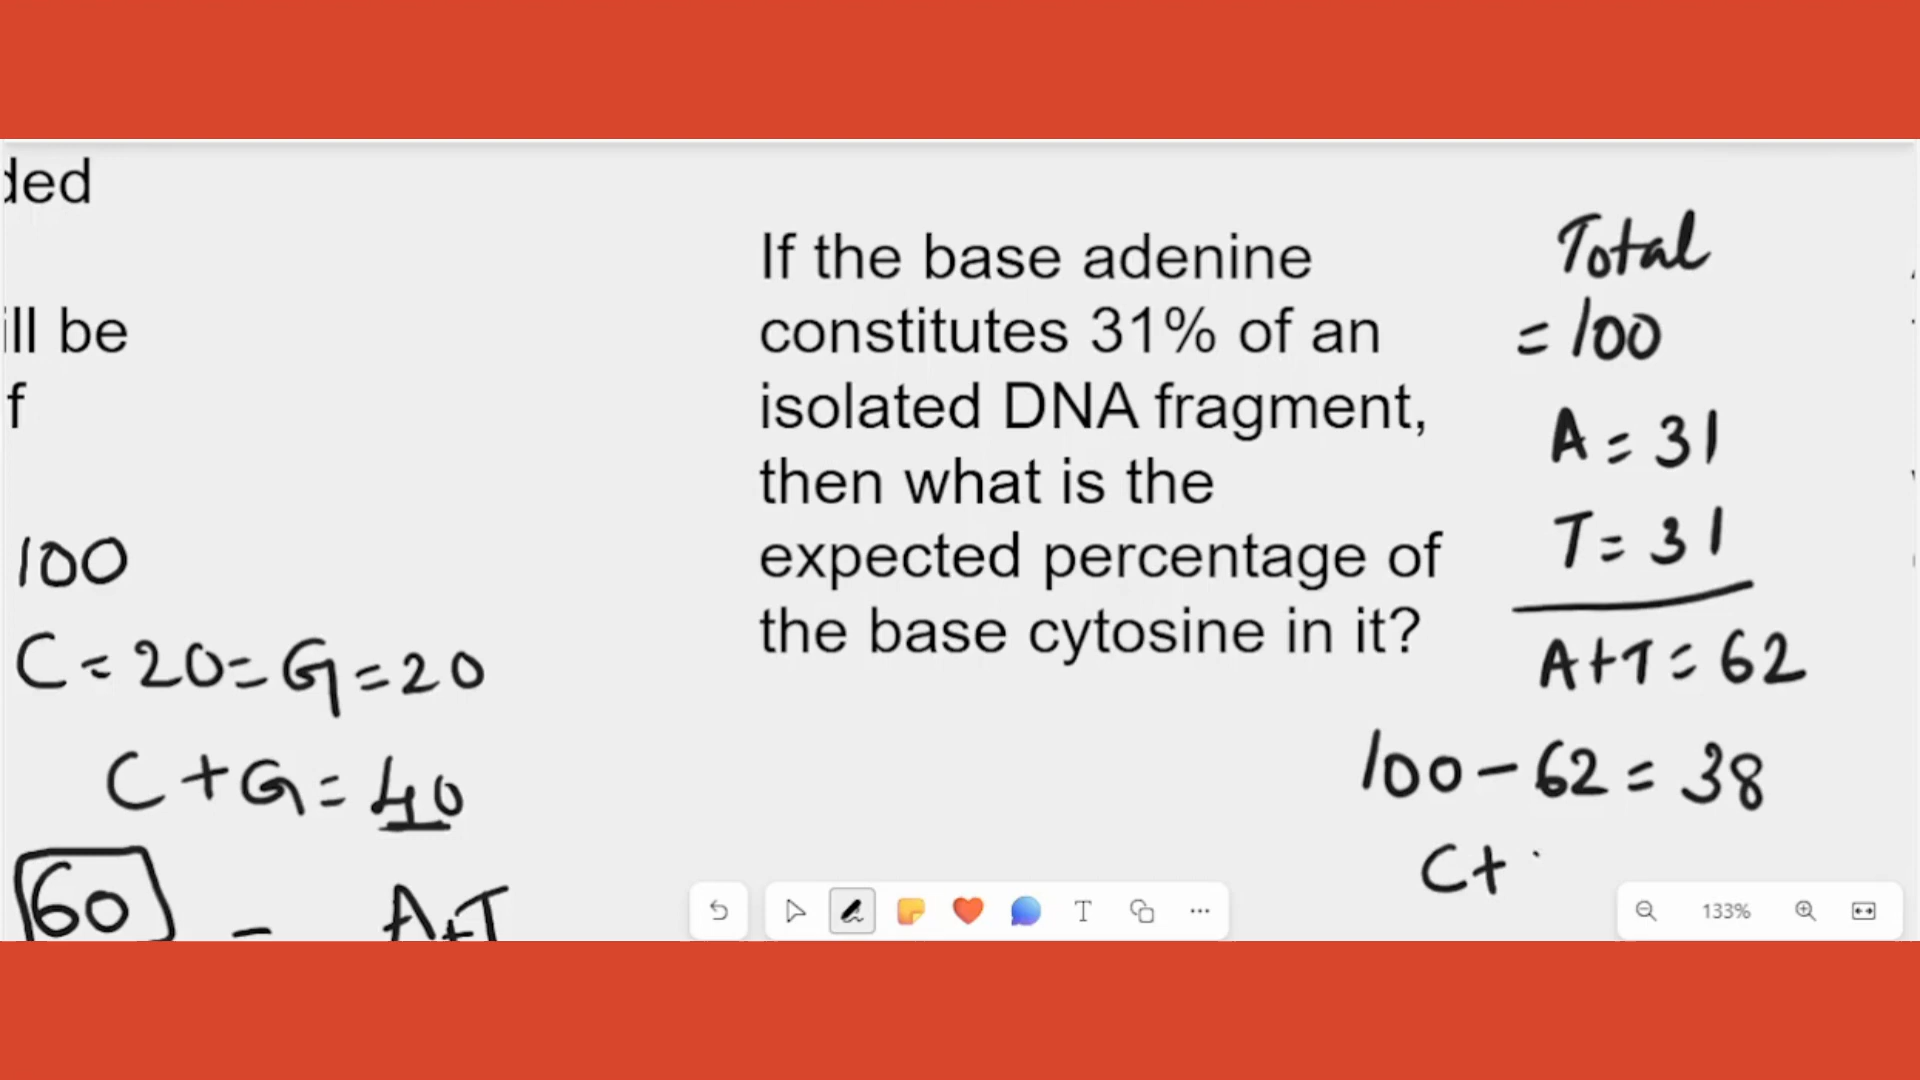 ded
ill be
f
100
C = 20 = G = 20
C + G = 40
60 - A+T
If the base adenine
constitutes 31% of an
isolated DNA fragment,
then what is the
expected percentage of
the base cytosine in it?
Total
= 100
A = 31
T = 31
A+T = 62
100 - 62 = 38
C+
T
133%